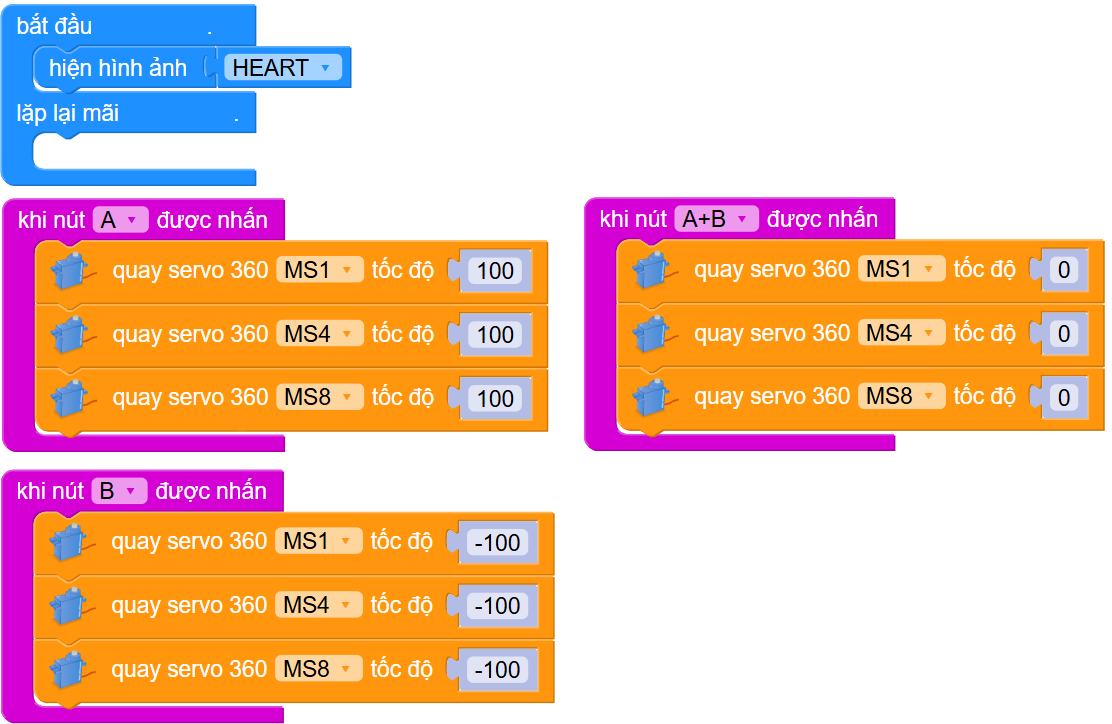 bắt đầu .
hiện hình ảnh HEART
lặp lại mãi .
khi nút A được nhấn
quay servo 360 MS1 tốc độ 100
quay servo 360 MS4 tốc độ 100
quay servo 360 MS8 tốc độ 100
khi nút A+B được nhấn
quay servo 360 MS1 tốc độ 0
quay servo 360 MS4 tốc độ 0
quay servo 360 MS8 tốc độ 0
khi nút B được nhấn
quay servo 360 MS1 tốc độ -100
quay servo 360 MS4 tốc độ -100
quay servo 360 MS8 tốc độ -100